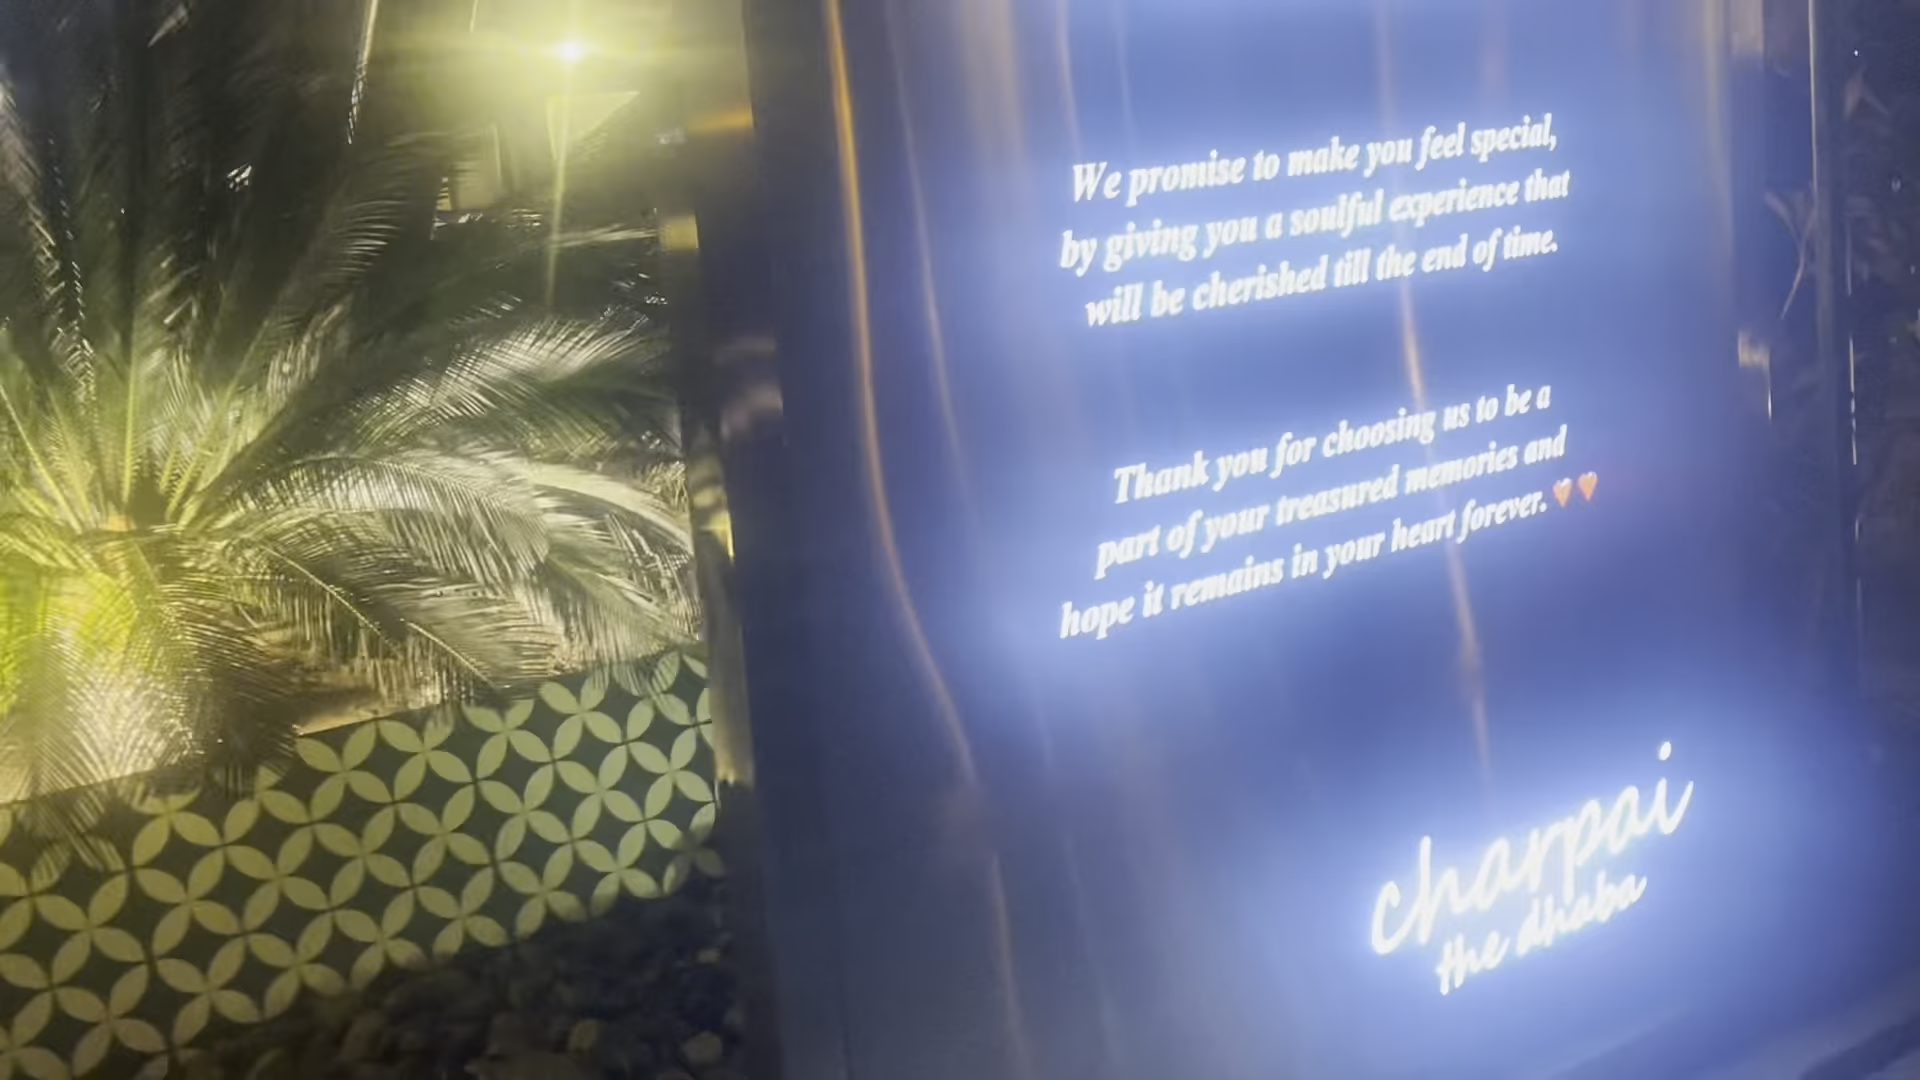 We promise to make you feel special,
by giving you a soulful experience that
will be cherished till the end of time.
Thank you for choosing us to be a
part of your treasured memories and
hope it remains in your heart forever.❤❤
charpai
the dhaba